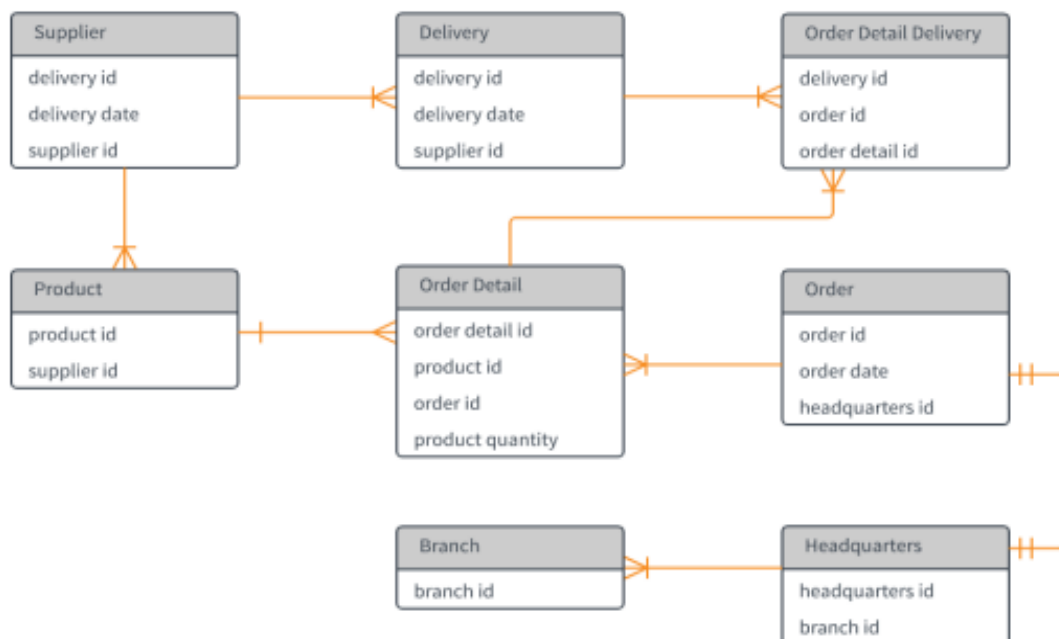 Supplier
delivery id
delivery date
supplier id
Delivery
delivery id
delivery date
supplier id
Order Detail Delivery
delivery id
order id
order detail id
Product
product id
supplier id
Order Detail
order detail id
product id
order id
product quantity
Order
order id
order date
headquarters id
Branch
branch id
Headquarters
headquarters id
branch id